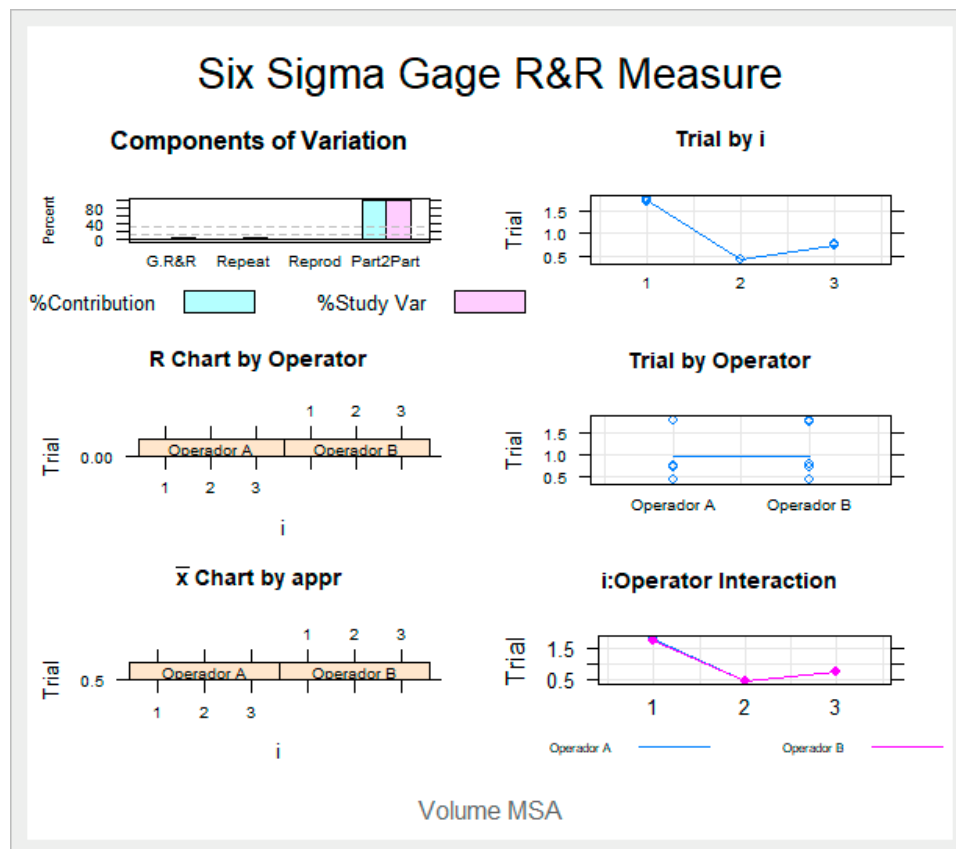 Six Sigma Gage R&R Measure
Components of Variation
Percent
80
40
0
G.R&R Repeat Reprod Part2Part
%Contribution %Study Var
Trial by i
Trial
1.5
1.0
0.5
1 2 3
R Chart by Operator
1 2 3
Trial
0.00
Operador A Operador B
1 2 3
i
Trial by Operator
Trial
1.5
1.0
0.5
Operador A Operador B
x Chart by appr
1 2 3
Trial
0.5
Operador A Operador B
1 2 3
i
i:Operator Interaction
Trial
1.5
0.5
1 2 3
Operador A Operador B
Volume MSA